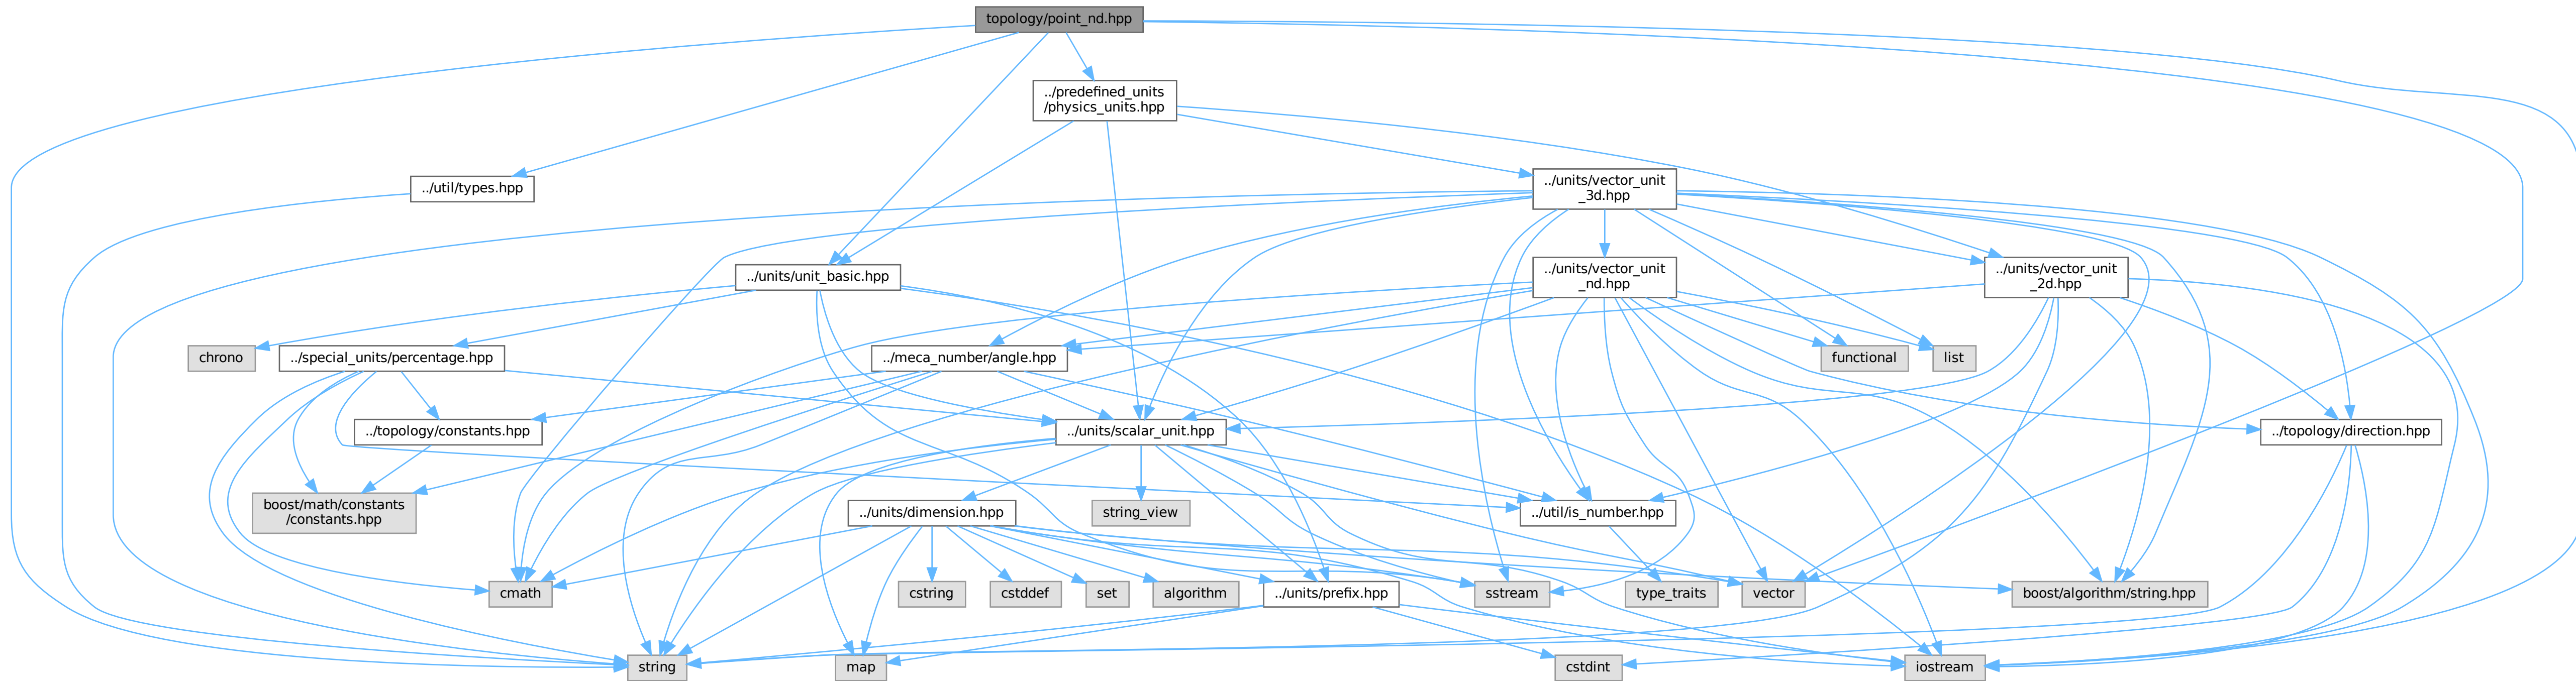 topology/point_nd.hpp
../predefined_units
/physics_units.hpp
../util/types.hpp
../units/vector_unit
_3d.hpp
../units/unit_basic.hpp
../units/vector_unit
_nd.hpp
../units/vector_unit
_2d.hpp
chrono
../special_units/percentage.hpp
../meca_number/angle.hpp
functional
list
../topology/constants.hpp
../units/scalar_unit.hpp
../topology/direction.hpp
boost/math/constants
/constants.hpp
../units/dimension.hpp
string_view
../util/is_number.hpp
cmath
cstring
cstddef
set
algorithm
../units/prefix.hpp
sstream
type_traits
vector
boost/algorithm/string.hpp
string
map
cstdint
iostream